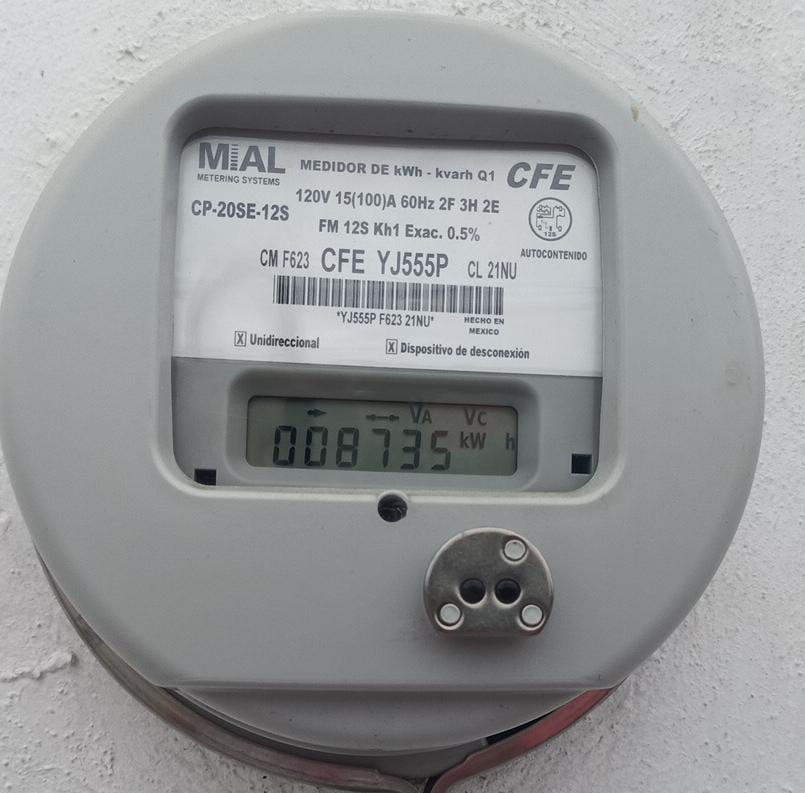 MIAL
METERING SYSTEMS
MEDIDOR DE kWh - kvarh Q1
CFE
CP-20SE-12S
120V 15(100)A 60Hz 2F 3H 2E
FM 12S Kh1 Exac. 0.5%
12S
AUTOCONTENIDO
CM F623 CFE YJ555P CL 21NU
*YJ555P F623 21NU*
HECHO EN
MEXICO
X Unidireccional
X Dispositivo de desconexión
VA VC
008735 kW h